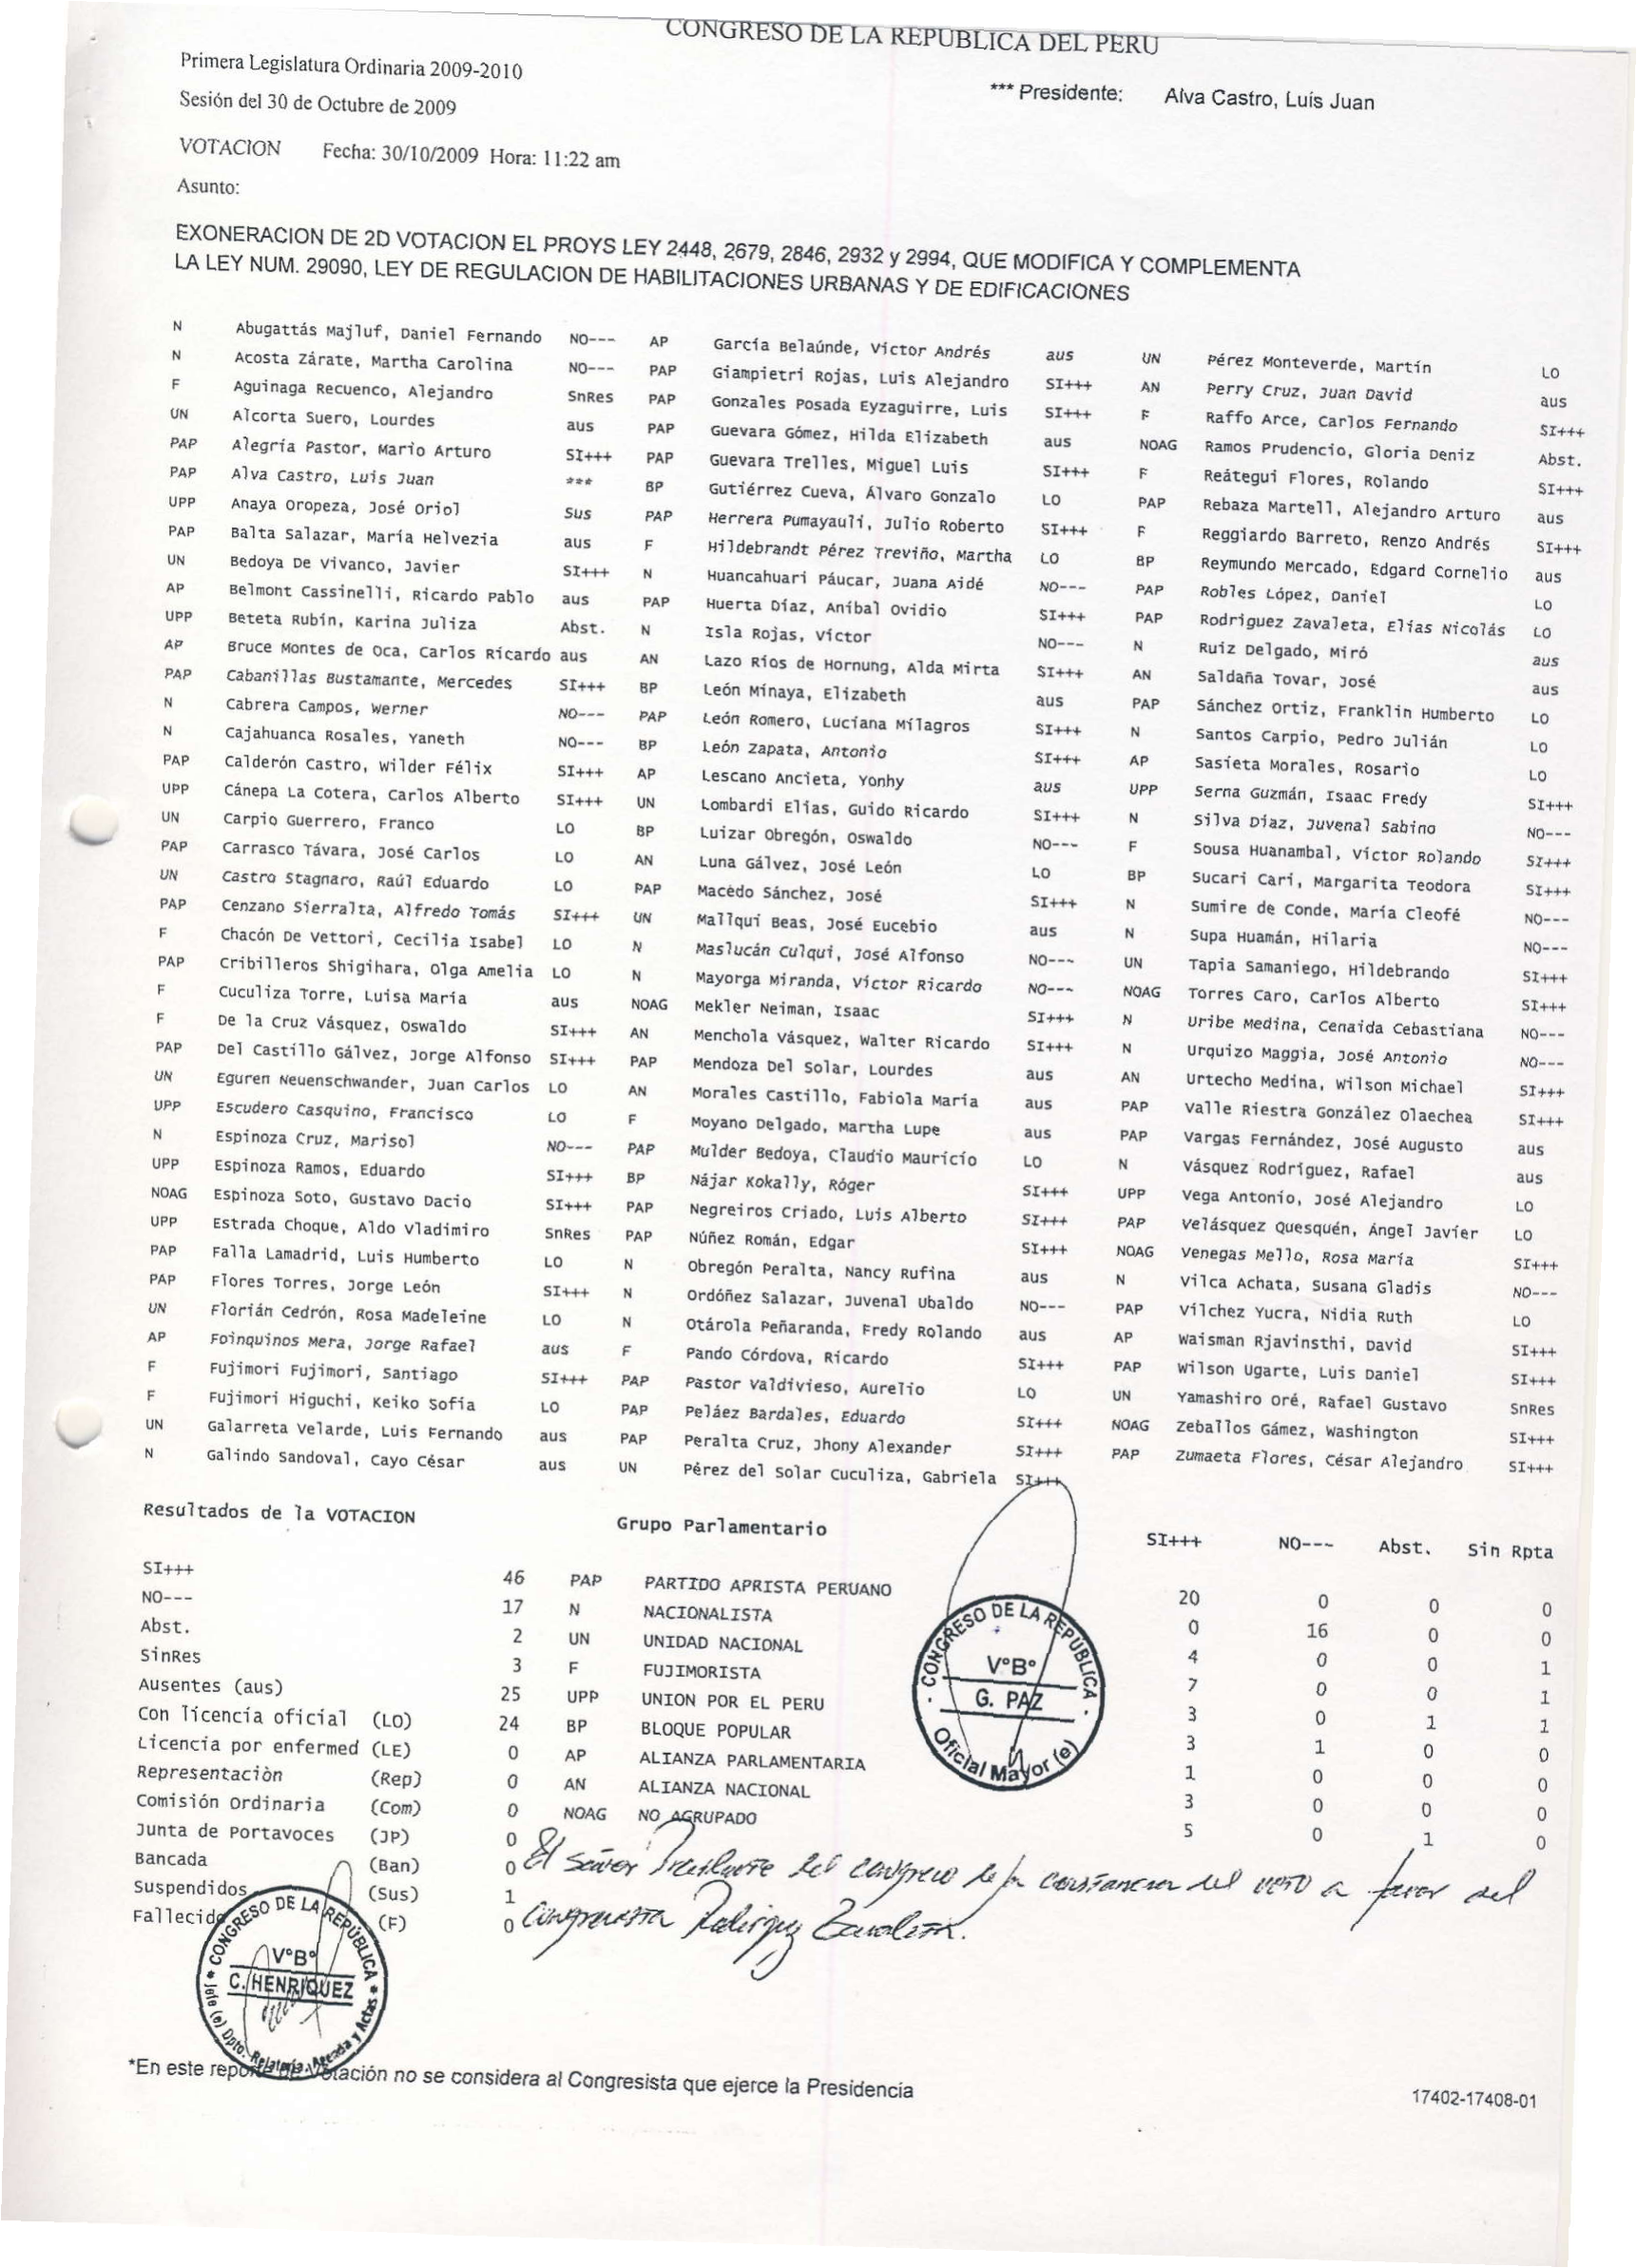 CONGRESO DE LA REPUBLICA DEL PERU
Primera Legislatura Ordinaria 2009-2010
*** Presidente: Alva Castro, Luis Juan
Sesión del 30 de Octubre de 2009
VOTACION Fecha: 30/10/2009 Hora: 11:22 am
Asunto:
EXONERACION DE 2D VOTACION EL PROYS LEY 2448, 2679, 2846, 2932 y 2994, QUE MODIFICA Y COMPLEMENTA
LA LEY NUM. 29090, LEY DE REGULACION DE HABILITACIONES URBANAS Y DE EDIFICACIONES
N Abugattás Majluf, Daniel Fernando NO--- AP García Belaúnde, Víctor Andrés aus UN Pérez Monteverde, Martín LO
N Acosta Zárate, Martha Carolina NO--- PAP Giampietri Rojas, Luis Alejandro SI+++ AN Perry Cruz, Juan David aus
F Aguinaga Recuenco, Alejandro SnRes PAP Gonzales Posada Eyzaguirre, Luis SI+++ F Raffo Arce, Carlos Fernando SI+++
UN Alcorta Suero, Lourdes aus PAP Guevara Gómez, Hilda Elizabeth aus NOAG Ramos Prudencio, Gloria Deniz Abst.
PAP Alegría Pastor, Mario Arturo SI+++ PAP Guevara Trelles, Miguel Luis SI+++ F Reátegui Flores, Rolando SI+++
PAP Alva Castro, Luis Juan *** BP Gutiérrez Cueva, Álvaro Gonzalo LO PAP Rebaza Martell, Alejandro Arturo aus
UPP Anaya Oropeza, José Oriol Sus PAP Herrera Pumayauli, Julio Roberto SI+++ F Reggiardo Barreto, Renzo Andrés SI+++
PAP Balta Salazar, María Helvezia aus F Hildebrandt Pérez Treviño, Martha LO BP Reymundo Mercado, Edgard Cornelio aus
UN Bedoya De Vivanco, Javier SI+++ N Huancahuari Páucar, Juana Aidé NO--- PAP Robles López, Daniel LO
AP Belmont Cassinelli, Ricardo Pablo aus PAP Huerta Díaz, Aníbal Ovidio SI+++ PAP Rodriguez Zavaleta, Elías Nicolás LO
UPP Beteta Rubín, Karina Juliza Abst. N Isla Rojas, Víctor NO--- N Ruiz Delgado, Miró aus
AP Bruce Montes de Oca, Carlos Ricardo aus AN Lazo Ríos de Hornung, Alda Mirta SI+++ AN Saldaña Tovar, José aus
PAP Cabanillas Bustamante, Mercedes SI+++ BP León Minaya, Elizabeth aus PAP Sánchez Ortiz, Franklin Humberto LO
N Cabrera Campos, Werner NO--- PAP León Romero, Luciana Milagros SI+++ N Santos Carpio, Pedro Julián LO
N Cajahuanca Rosales, Yaneth NO--- BP León Zapata, Antonio SI+++ AP Sasieta Morales, Rosario LO
PAP Calderón Castro, Wilder Félix SI+++ AP Lescano Ancieta, Yonhy aus UPP Serna Guzmán, Isaac Fredy SI+++
UPP Cánepa La Cotera, Carlos Alberto SI+++ UN Lombardi Elías, Guido Ricardo SI+++ N Silva Díaz, Juvenal Sabino NO---
UN Carpio Guerrero, Franco LO BP Luizar Obregón, Oswaldo NO--- F Sousa Huanambal, Víctor Rolando SI+++
PAP Carrasco Távara, José Carlos LO AN Luna Gálvez, José León LO BP Sucari Cari, Margarita Teodora SI+++
UN Castro Stagnaro, Raúl Eduardo LO PAP Macedo Sánchez, José SI+++ N Sumire de Conde, María Cleofé NO---
PAP Cenzano Sierralta, Alfredo Tomás SI+++ UN Mallqui Beas, José Eucebio aus N Supa Huamán, Hilaria NO---
F Chacón De Vettori, Cecilia Isabel LO N Maslucán Culqui, José Alfonso NO--- UN Tapia Samaniego, Hildebrando SI+++
PAP Cribilleros Shigihara, Olga Amelia LO N Mayorga Miranda, Víctor Ricardo NO--- NOAG Torres Caro, Carlos Alberto SI+++
F Cuculiza Torre, Luisa María aus NOAG Mekler Neiman, Isaac SI+++ N Uribe Medina, Cenaida Cebastiana NO---
F De la Cruz Vásquez, Oswaldo SI+++ AN Menchola Vásquez, Walter Ricardo SI+++ N Urquizo Maggia, José Antonio NO---
PAP Del Castillo Gálvez, Jorge Alfonso SI+++ PAP Mendoza Del Solar, Lourdes aus AN Urtecho Medina, Wilson Michael SI+++
UN Eguren Neuenschwander, Juan Carlos LO AN Morales Castillo, Fabiola María aus PAP Valle Riestra González Olaechea SI+++
UPP Escudero Casquino, Francisco LO F Moyano Delgado, Martha Lupe aus PAP Vargas Fernández, José Augusto aus
N Espinoza Cruz, Marisol NO--- PAP Mulder Bedoya, Claudio Mauricio LO N Vásquez Rodríguez, Rafael aus
UPP Espinoza Ramos, Eduardo SI+++ BP Nájar Kokally, Róger SI+++ UPP Vega Antonio, José Alejandro LO
NOAG Espinoza Soto, Gustavo Dacio SI+++ PAP Negreiros Criado, Luis Alberto SI+++ PAP Velásquez Quesquén, Ángel Javier LO
UPP Estrada Choque, Aldo Vladimiro SnRes PAP Núñez Román, Edgar SI+++ NOAG Venegas Mello, Rosa María SI+++
PAP Falla Lamadrid, Luis Humberto LO N Obregón Peralta, Nancy Rufina aus N Vilca Achata, Susana Gladis NO---
PAP Flores Torres, Jorge León SI+++ N Ordóñez Salazar, Juvenal Ubaldo NO--- PAP Vilchez Yucra, Nidia Ruth LO
UN Florián Cedrón, Rosa Madeleine LO N Otárola Peñaranda, Fredy Rolando aus AP Waisman Rjavinsthi, David SI+++
AP Foinquinos Mera, Jorge Rafael aus F Pando Córdova, Ricardo SI+++ PAP Wilson Ugarte, Luis Daniel SI+++
F Fujimori Fujimori, Santiago SI+++ PAP Pastor Valdivieso, Aurelio LO UN Yamashiro Oré, Rafael Gustavo SnRes
F Fujimori Higuchi, Keiko Sofía LO PAP Peláez Bardales, Eduardo SI+++ NOAG Zeballos Gámez, Washington SI+++
UN Galarreta Velarde, Luis Fernando aus PAP Peralta Cruz, Jhony Alexander SI+++ PAP Zumaeta Flores, César Alejandro SI+++
N Galindo Sandoval, Cayo César aus UN Pérez del Solar Cuculiza, Gabriela SI+++
Resultados de la VOTACION Grupo Parlamentario SI+++ NO--- Abst. Sin Rpta
SI+++ 46 PAP PARTIDO APRISTA PERUANO 20 0 0 0
NO--- 17 N NACIONALISTA 0 16 0 0
Abst. 2 UN UNIDAD NACIONAL 4 0 0 1
SinRes 3 F FUJIMORISTA 7 0 0 1
Ausentes (aus) 25 UPP UNION POR EL PERU 3 0 1 1
Con licencia oficial (LO) 24 BP BLOQUE POPULAR 3 1 0 0
Licencia por enfermed (LE) 0 AP ALIANZA PARLAMENTARIA 1 0 0 0
Representaciòn (Rep) 0 AN ALIANZA NACIONAL 3 0 0 0
Comisión Ordinaria (Com) 0 NOAG NO AGRUPADO 5 0 1 0
Junta de Portavoces (JP) 0
Bancada (Ban) 0
Suspendidos (Sus) 1
Fallecido (F) 0
CONGRESO DE LA REPUBLICA
V°B°
G. PAZ
Oficial Mayor (e)
El señor Presidente del Congreso deja constancia del voto a favor del
Congresista Rodríguez Zavaleta.
CONGRESO DE LA REPÚBLICA
V°B°
C. HENRIQUEZ
Jefe (e) Dpto. Relatoría, Agenda y Actas
*En este reporte de Votación no se considera al Congresista que ejerce la Presidencia
17402-17408-01